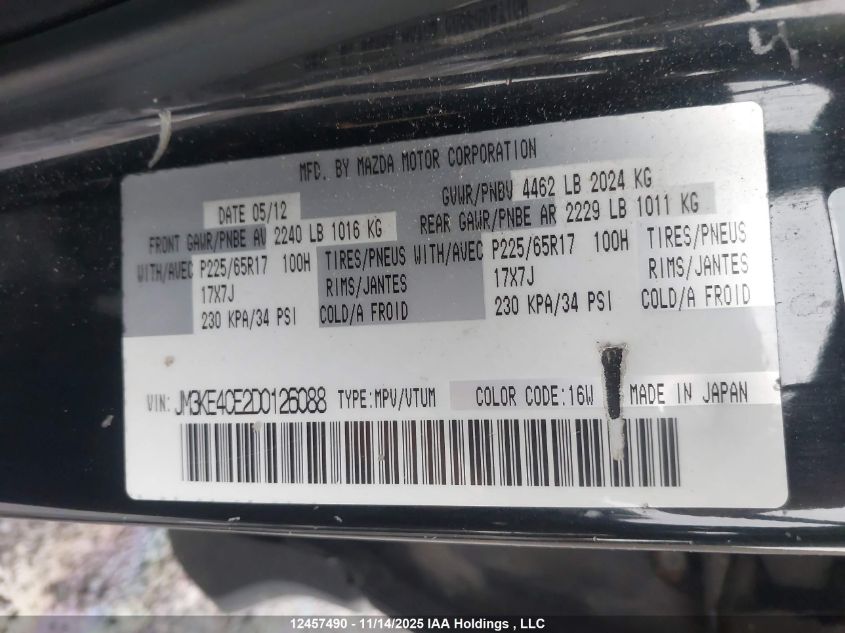 MFD. BY MAZDA MOTOR CORPORATION
DATE 05/12
GVWR/PNBV 4462 LB 2024 KG
FRONT GAWR/PNBE AV 2240 LB 1016 KG
REAR GAWR/PNBE AR 2229 LB 1011 KG
WITH/AVEC P225/65R17 100H TIRES/PNEUS WITH/AVEC P225/65R17 100H TIRES/PNEUS
17X7J RIMS/JANTES 17X7J RIMS/JANTES
230 KPA/34 PSI COLD/A FROID 230 KPA/34 PSI COLD/A FROID
VIN: JM3KE4CE2D0126088 TYPE:MPV/VTUM COLOR CODE:16W MADE IN JAPAN
12457490 - 11/14/2025 IAA Holdings , LLC